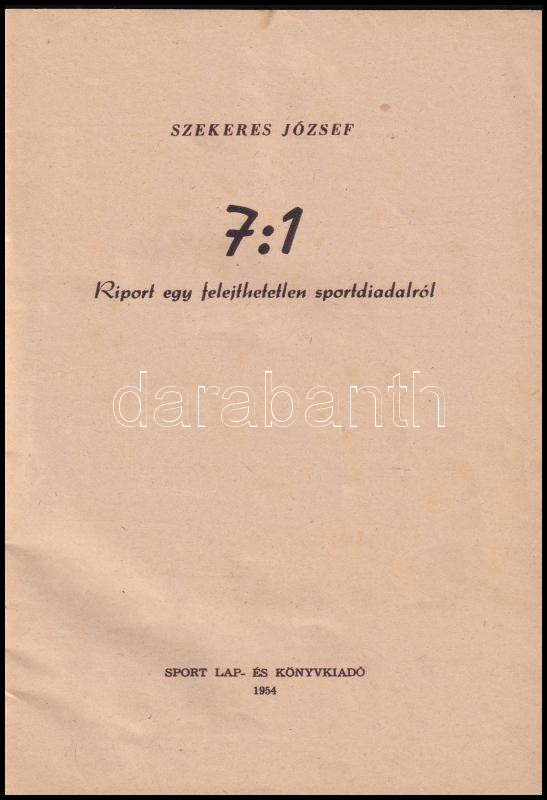 SZEKERES JÓZSEF
7:1
Riport egy felejthetetlen sportdiadalról
darabanth
SPORT LAP- ÉS KÖNYVKIADÓ
1954